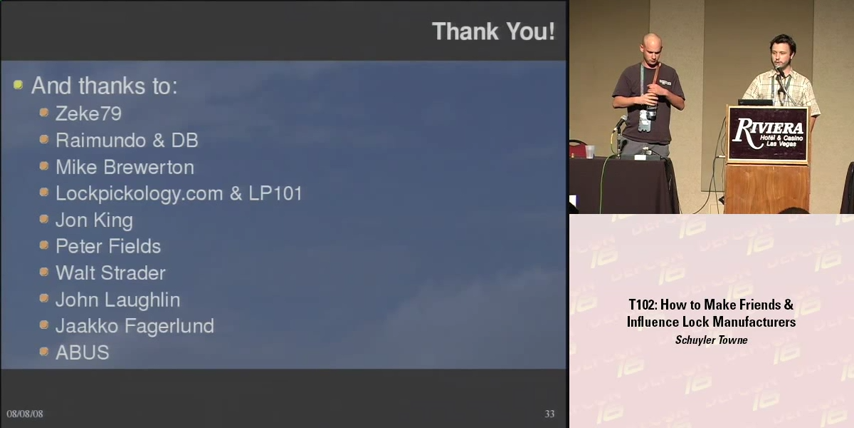 Thank You!
And thanks to:
Zeke79
Raimundo & DB
Mike Brewerton
Lockpickology.com & LP101
Jon King
Peter Fields
Walt Strader
John Laughlin
Jaakko Fagerlund
ABUS
08/08/08
33
RIVIERA
Hotel & Casino
Las Vegas
T102: How to Make Friends &
Influence Lock Manufacturers
Schuyler Towne